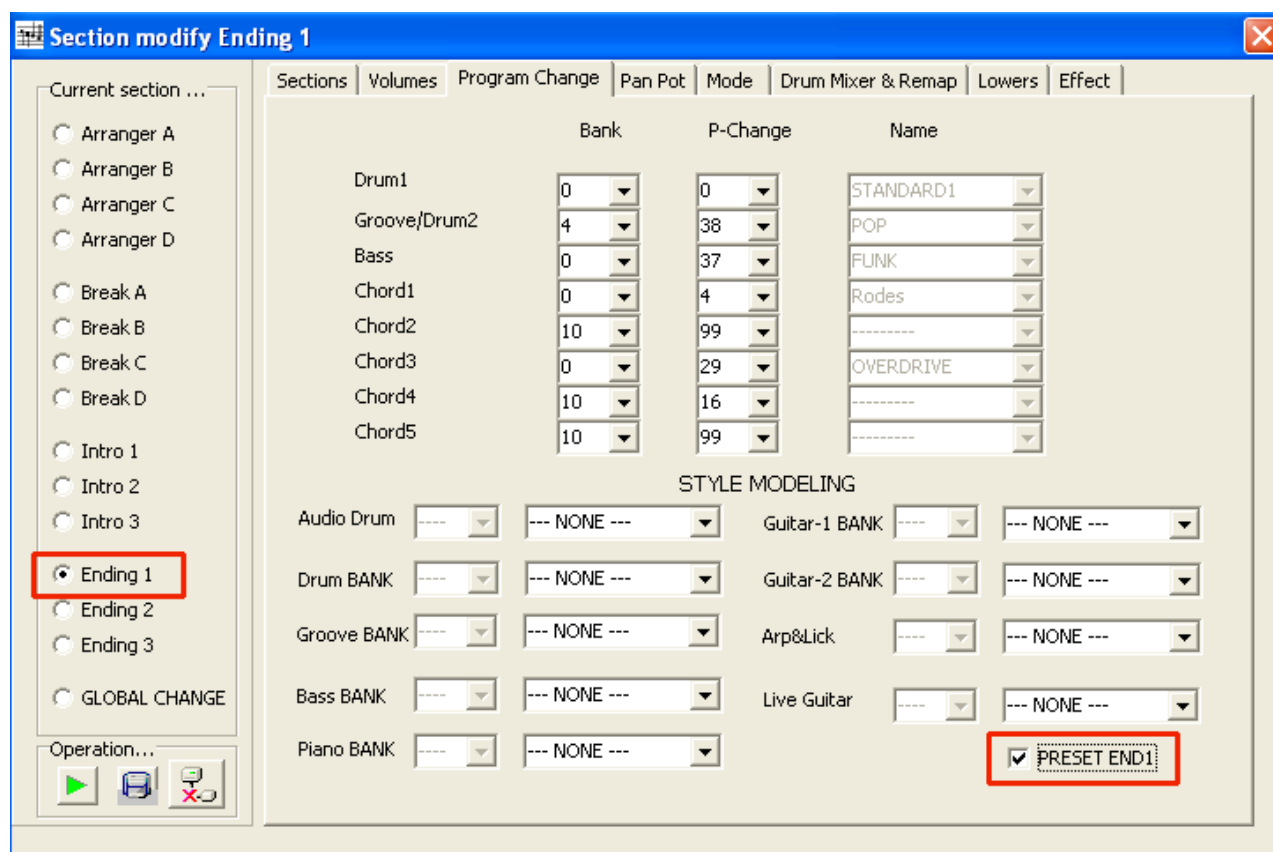 Section modify Ending 1
Current section ...
Arranger A
Arranger B
Arranger C
Arranger D
Break A
Break B
Break C
Break D
Intro 1
Intro 2
Intro 3
Ending 1
Ending 2
Ending 3
GLOBAL CHANGE
Operation...
Sections Volumes Program Change Pan Pot Mode Drum Mixer & Remap Lowers Effect
Bank P-Change Name
Drum1 0 0 STANDARD1
Groove/Drum2 4 38 POP
Bass 0 37 FUNK
Chord1 0 4 Rodes
Chord2 10 99 ---------
Chord3 0 29 OVERDRIVE
Chord4 10 16 ---------
Chord5 10 99 ---------
STYLE MODELING
Audio Drum ---- --- NONE --- Guitar-1 BANK ---- --- NONE ---
Drum BANK ---- --- NONE --- Guitar-2 BANK ---- --- NONE ---
Groove BANK ---- --- NONE --- Arp&Lick ---- --- NONE ---
Bass BANK ---- --- NONE --- Live Guitar ---- --- NONE ---
Piano BANK ---- --- NONE --- PRESET END1